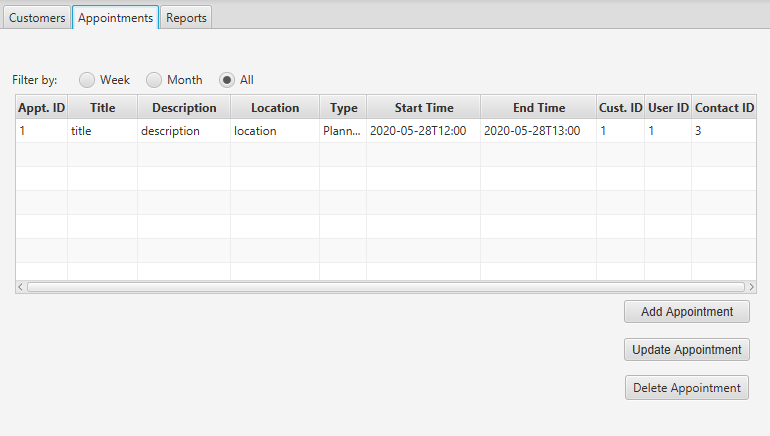 Customers Appointments Reports
Filter by: Week Month All
Appt. ID Title Description Location Type Start Time End Time Cust. ID User ID Contact ID
1 title description location Plann... 2020-05-28T12:00 2020-05-28T13:00 1 1 3
Add Appointment
Update Appointment
Delete Appointment